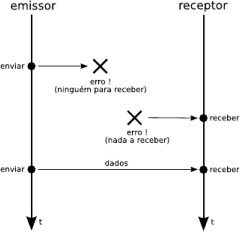 emissor receptor
enviar
erro !
(ninguém para receber)
receber
erro !
(nada a receber)
enviar dados receber
t t